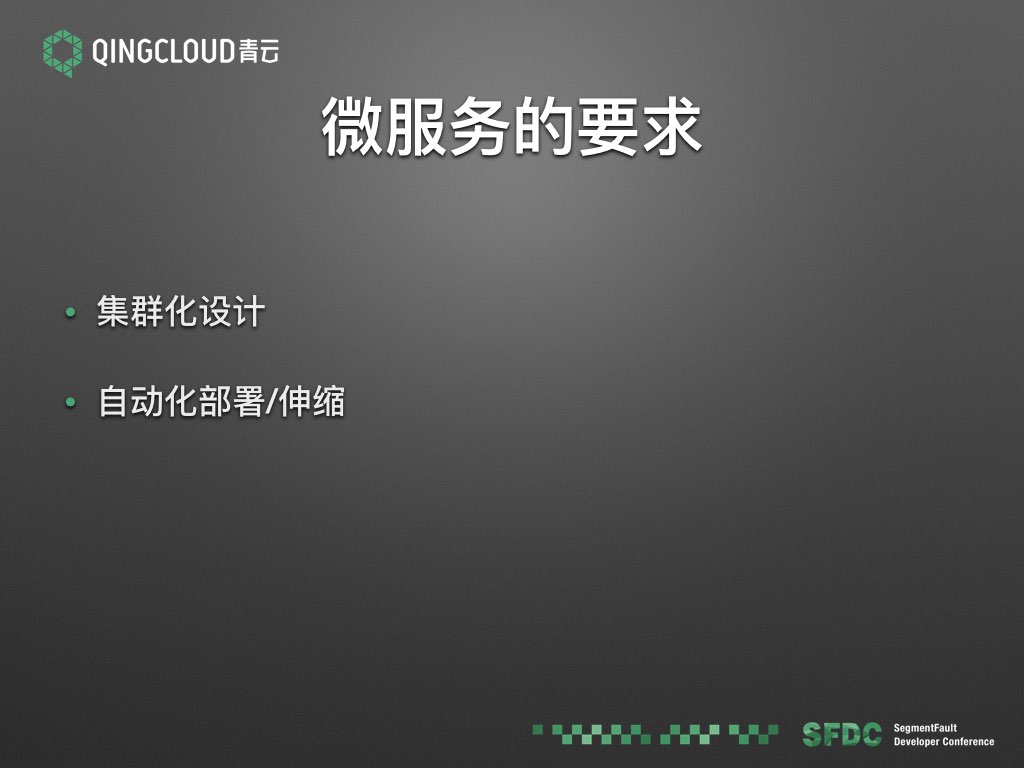 QINGCLOUD青云
微服务的要求
• 集群化设计
• 自动化部署/伸缩
SFDC
SegmentFault
Developer Conference